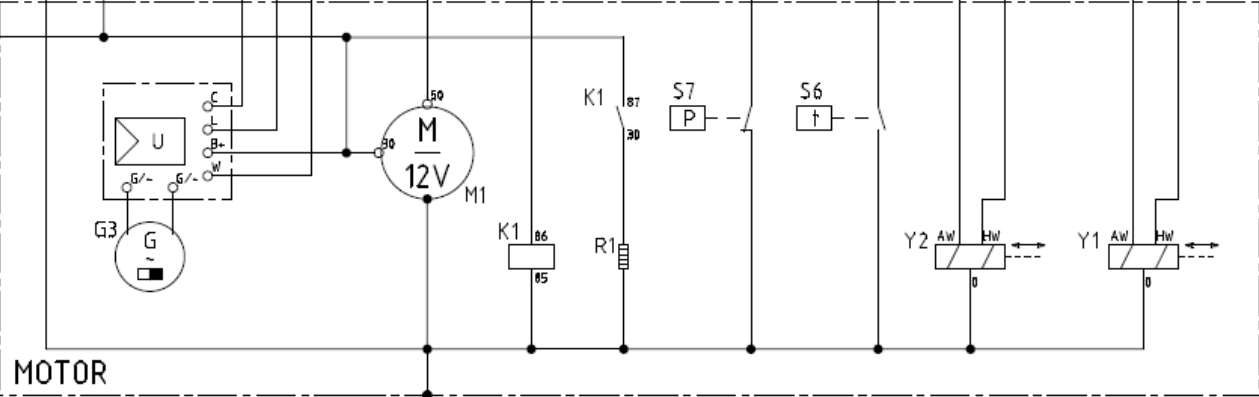 C
L
B+
W
U
G/~
G/~
G3
G
~
50
30
M
12V
M1
K1
86
85
K1
87
30
R1
S7
P
S6
t
Y2
AW
HW
0
Y1
AW
HW
0
MOTOR